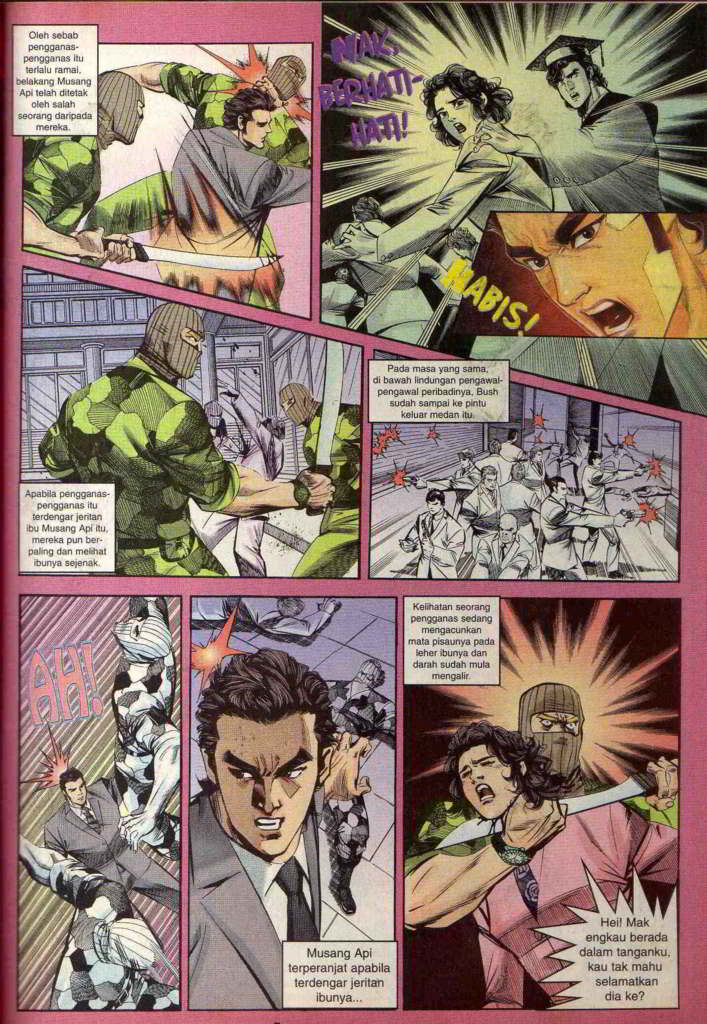 Oleh sebab
pengganas-
pengganas itu
terlalu ramai,
belakang Musang
Api telah ditetak
oleh salah
seorang daripada
mereka.
MAK,
BERHATI-
HATI!
HABIS!
Apabila pengganas-
pengganas itu
terdengar jeritan
ibu Musang Api itu,
mereka pun ber-
paling dan melihat
ibunya sejenak.
Pada masa yang sama,
di bawah lindungan pengawal-
pengawal peribadinya, Bush
sudah sampai ke pintu
keluar medan itu.
AH!
Musang Api
terperanjat apabila
terdengar jeritan
ibunya...
Kelihatan seorang
pengganas sedang
mengacunkan
mata pisaunya pada
leher ibunya dan
darah sudah mula
mengalir.
Hei! Mak
engkau berada
dalam tanganku,
kau tak mahu
selamatkan
dia ke?